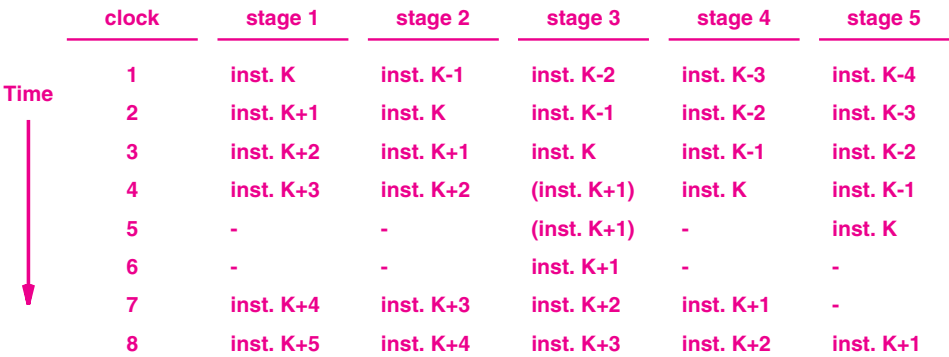 clock stage 1 stage 2 stage 3 stage 4 stage 5
1 inst. K inst. K-1 inst. K-2 inst. K-3 inst. K-4
Time
2 inst. K+1 inst. K inst. K-1 inst. K-2 inst. K-3
3 inst. K+2 inst. K+1 inst. K inst. K-1 inst. K-2
4 inst. K+3 inst. K+2 (inst. K+1) inst. K inst. K-1
5 - - (inst. K+1) - inst. K
6 - - inst. K+1 - -
7 inst. K+4 inst. K+3 inst. K+2 inst. K+1 -
8 inst. K+5 inst. K+4 inst. K+3 inst. K+2 inst. K+1